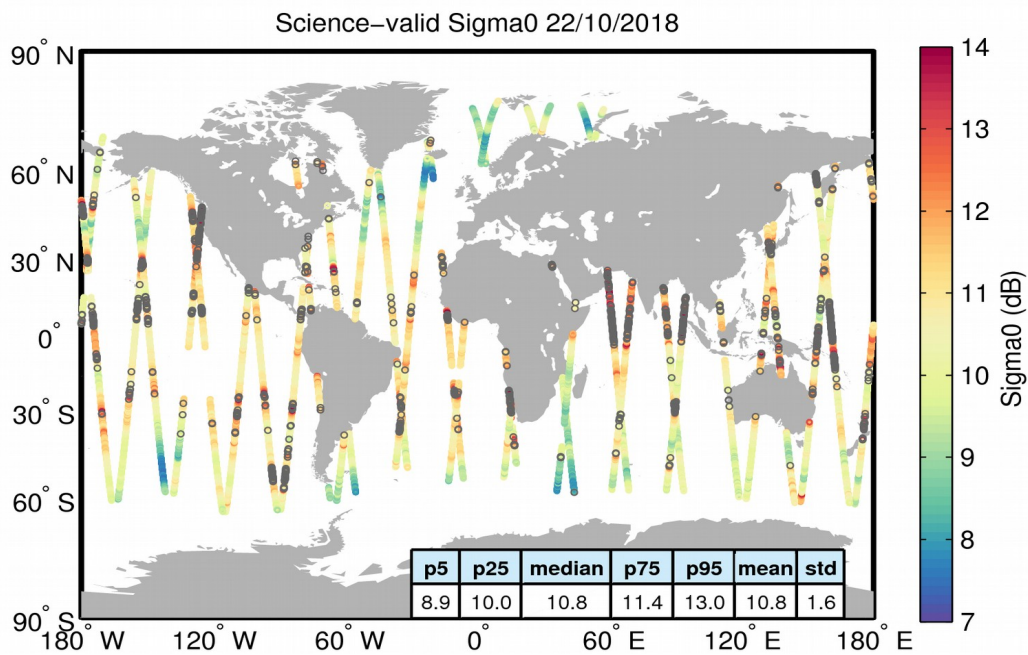 Science−valid Sigma0 22/10/2018
90° N
60° N
30° N
0°
30° S
60° S
90° S
180° W
120° W
60° W
0°
60° E
120° E
180° E
p5 p25 median p75 p95 mean std
8.9 10.0 10.8 11.4 13.0 10.8 1.6
14
13
12
11
10
9
8
7
Sigma0 (dB)